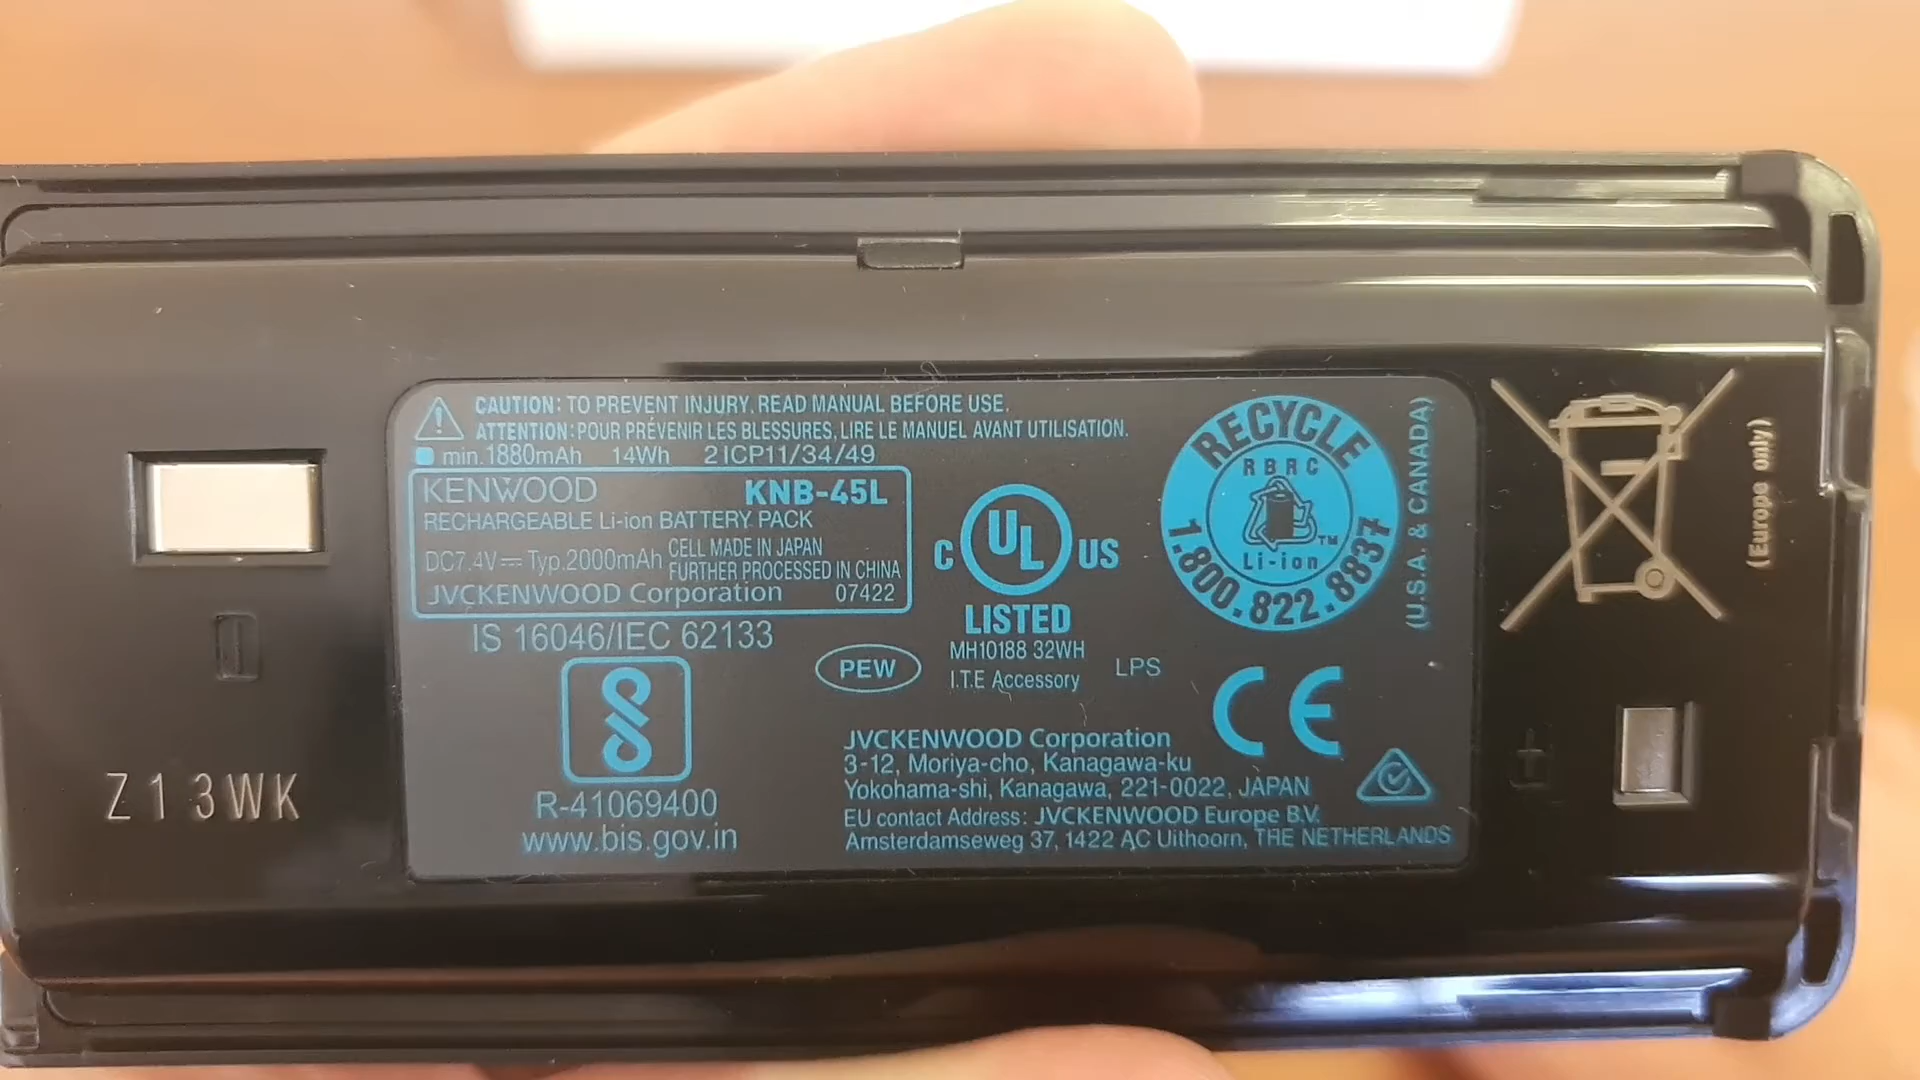 CAUTION: TO PREVENT INJURY, READ MANUAL BEFORE USE.
ATTENTION: POUR PRÉVENIR LES BLESSURES, LIRE LE MANUEL AVANT UTILISATION.
min.1880mAh 14Wh 2ICP11/34/49
KENWOOD KNB-45L
RECHARGEABLE Li-ion BATTERY PACK
DC7.4V Typ.2000mAh
CELL MADE IN JAPAN
FURTHER PROCESSED IN CHINA
JVCKENWOOD Corporation 07422
IS 16046/IEC 62133
R-41069400
www.bis.gov.in
PEW
C UL US
LISTED
MH10188 32WH
I.T.E Accessory
LPS
RECYCLE
RBRC
TM
Li-ion
1.800.822.8837
(U.S.A. & CANADA)
CE
JVCKENWOOD Corporation
3-12, Moriya-cho, Kanagawa-ku
Yokohama-shi, Kanagawa, 221-0022, JAPAN
EU contact Address: JVCKENWOOD Europe B.V.
Amsterdamseweg 37, 1422 AC Uithoorn, THE NETHERLANDS
(Europe only)
Z13WK